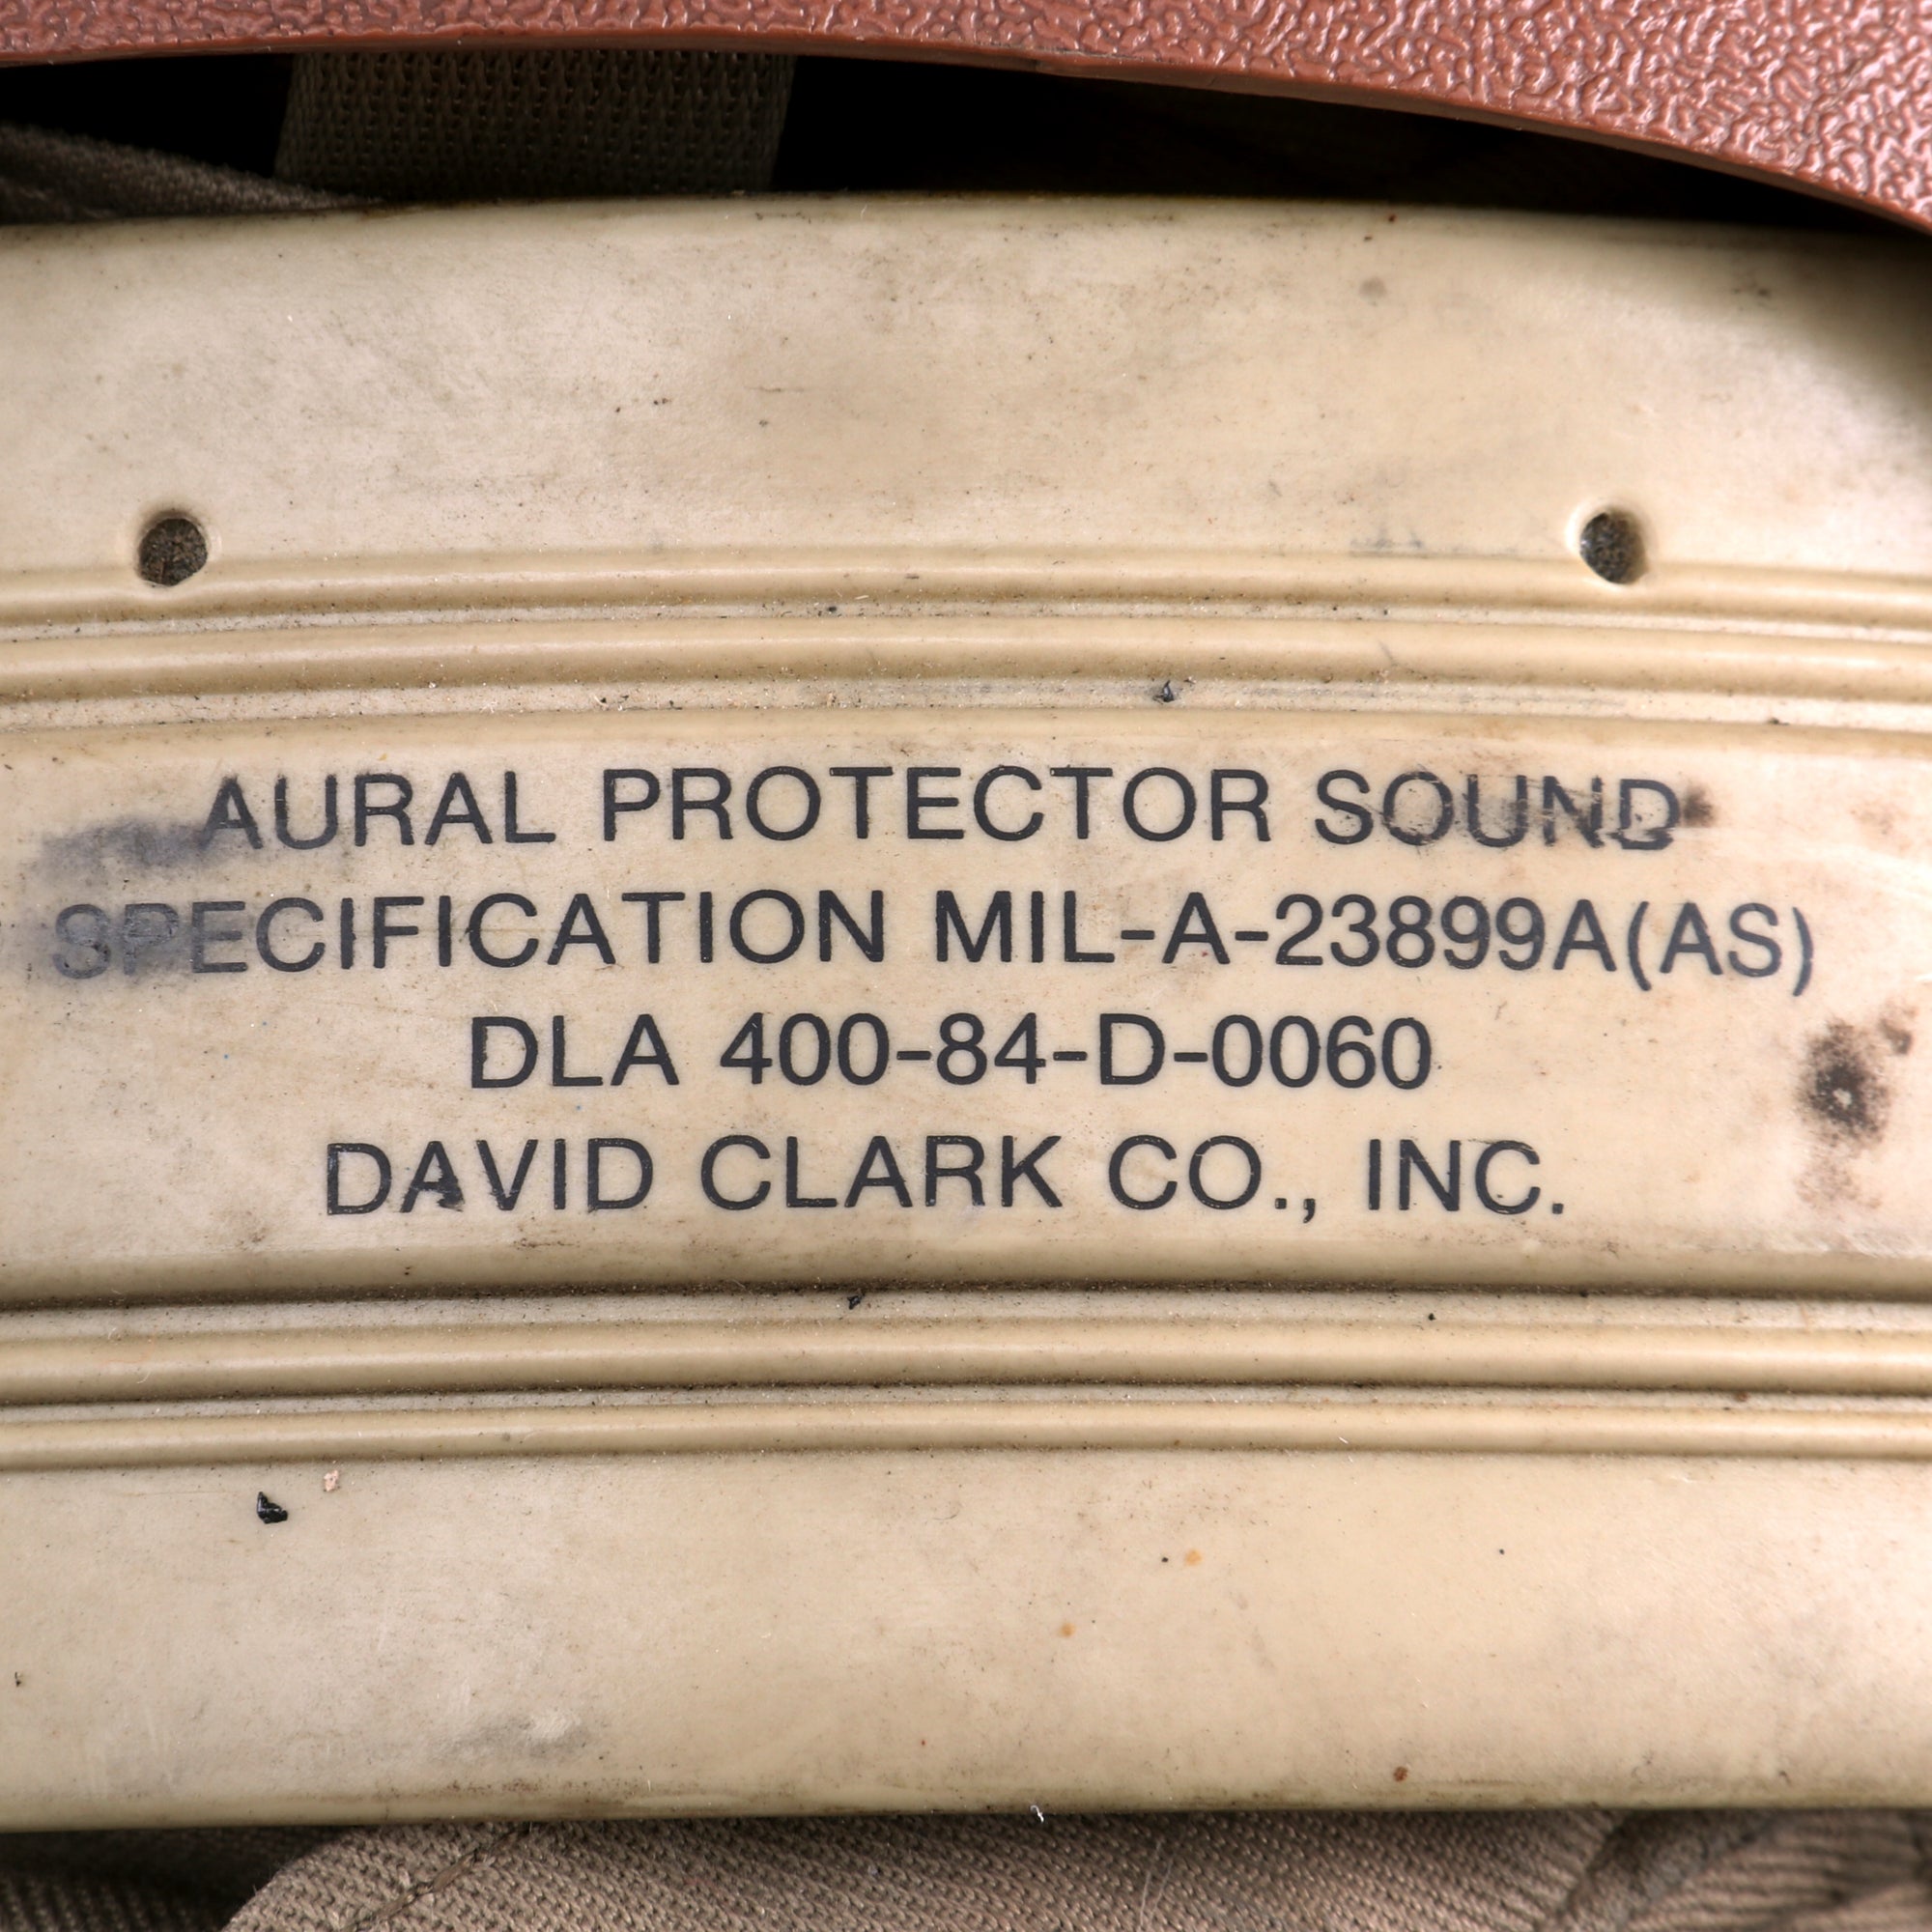 AURAL PROTECTOR SOUND
SPECIFICATION MIL-A-23899A(AS)
DLA 400-84-D-0060
DAVID CLARK CO., INC.